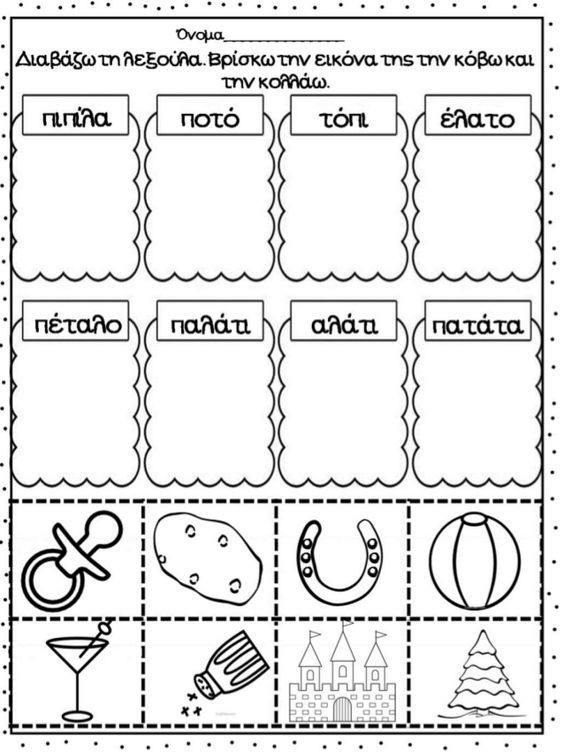 Όνομα_______________
Διαβάζω τη λεξούλα. Βρίσκω την εικόνα της την κόβω και
την κολλάω.
πιπίλα ποτό τόπι έλατο
πέταλο παλάτι αλάτι πατάτα